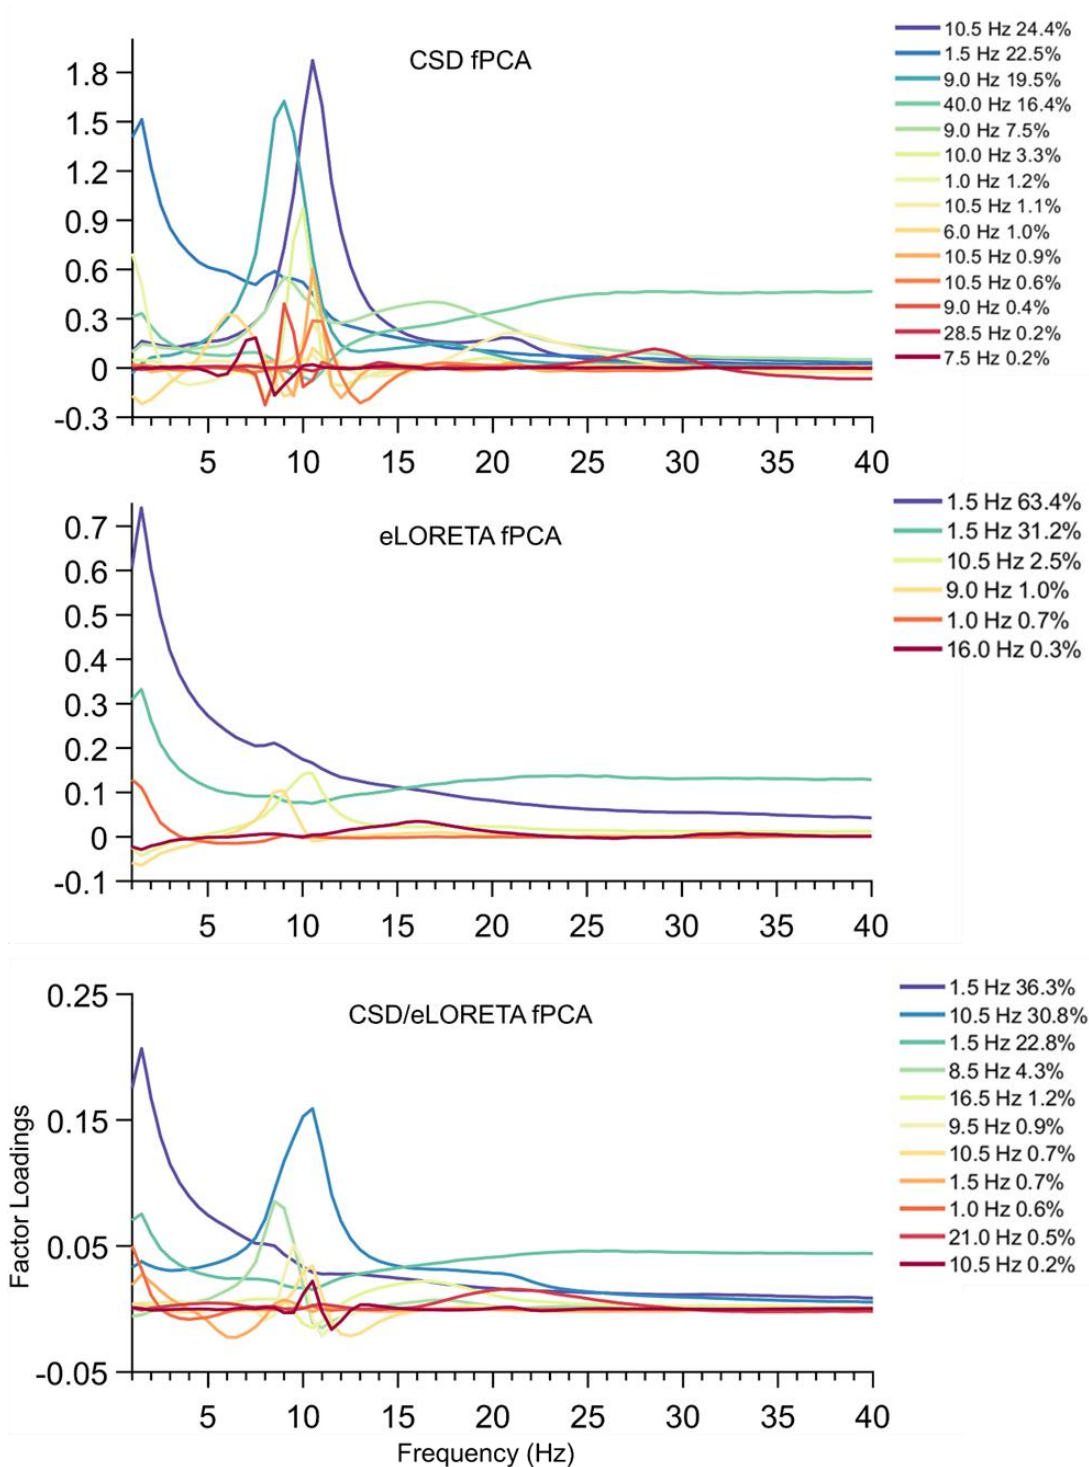 CSD fPCA
1.8
1.5
1.2
0.9
0.6
0.3
0
-0.3
5 10 15 20 25 30 35 40
10.5 Hz 24.4%
1.5 Hz 22.5%
9.0 Hz 19.5%
40.0 Hz 16.4%
9.0 Hz 7.5%
10.0 Hz 3.3%
1.0 Hz 1.2%
10.5 Hz 1.1%
6.0 Hz 1.0%
10.5 Hz 0.9%
10.5 Hz 0.6%
9.0 Hz 0.4%
28.5 Hz 0.2%
7.5 Hz 0.2%
eLORETA fPCA
0.7
0.6
0.5
0.4
0.3
0.2
0.1
0
-0.1
5 10 15 20 25 30 35 40
1.5 Hz 63.4%
1.5 Hz 31.2%
10.5 Hz 2.5%
9.0 Hz 1.0%
1.0 Hz 0.7%
16.0 Hz 0.3%
CSD/eLORETA fPCA
0.25
0.15
0.05
-0.05
Factor Loadings
5 10 15 20 25 30 35 40
Frequency (Hz)
1.5 Hz 36.3%
10.5 Hz 30.8%
1.5 Hz 22.8%
8.5 Hz 4.3%
16.5 Hz 1.2%
9.5 Hz 0.9%
10.5 Hz 0.7%
1.5 Hz 0.7%
1.0 Hz 0.6%
21.0 Hz 0.5%
10.5 Hz 0.2%